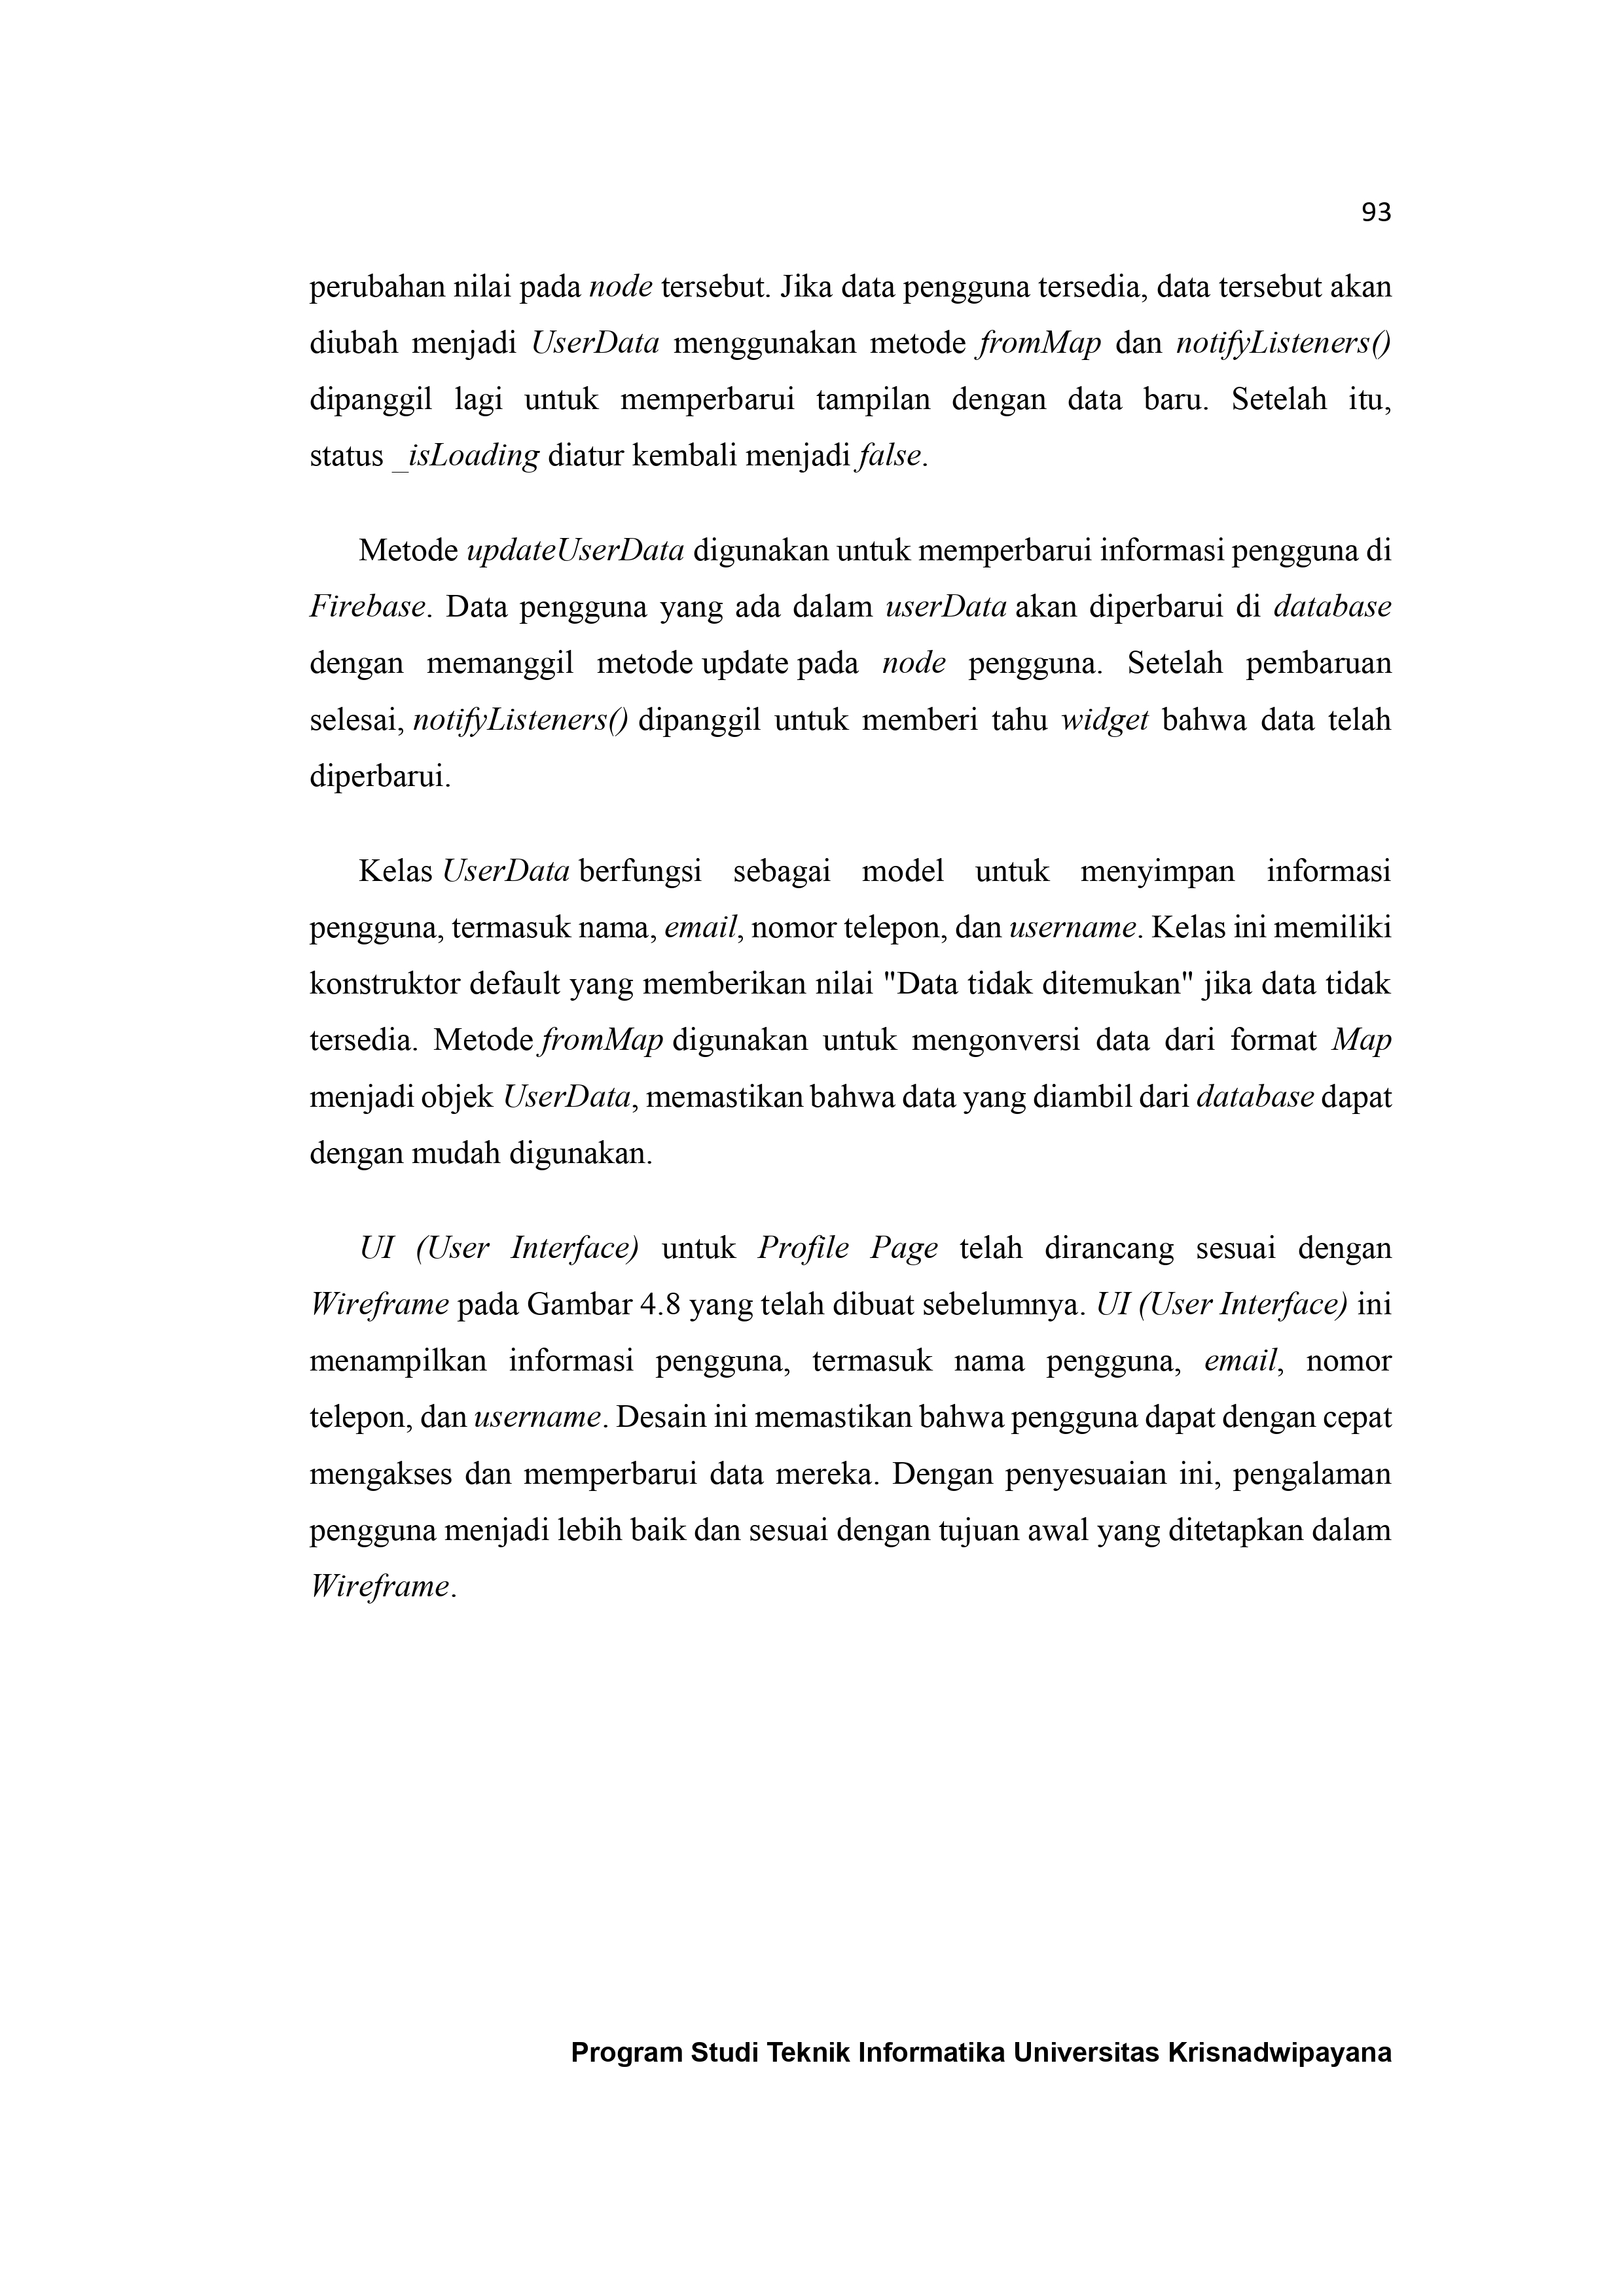 93
perubahan nilai pada node tersebut. Jika data pengguna tersedia, data tersebut akan
diubah menjadi UserData menggunakan metode fromMap dan notifyListeners()
dipanggil lagi untuk memperbarui tampilan dengan data baru. Setelah itu,
status _isLoading diatur kembali menjadi false.
Metode updateUserData digunakan untuk memperbarui informasi pengguna di
Firebase. Data pengguna yang ada dalam userData akan diperbarui di database
dengan memanggil metode update pada node pengguna. Setelah pembaruan
selesai, notifyListeners() dipanggil untuk memberi tahu widget bahwa data telah
diperbarui.
Kelas UserData berfungsi sebagai model untuk menyimpan informasi
pengguna, termasuk nama, email, nomor telepon, dan username. Kelas ini memiliki
konstruktor default yang memberikan nilai "Data tidak ditemukan" jika data tidak
tersedia. Metode fromMap digunakan untuk mengonversi data dari format Map
menjadi objek UserData, memastikan bahwa data yang diambil dari database dapat
dengan mudah digunakan.
UI (User Interface) untuk Profile Page telah dirancang sesuai dengan
Wireframe pada Gambar 4.8 yang telah dibuat sebelumnya. UI (User Interface) ini
menampilkan informasi pengguna, termasuk nama pengguna, email, nomor
telepon, dan username. Desain ini memastikan bahwa pengguna dapat dengan cepat
mengakses dan memperbarui data mereka. Dengan penyesuaian ini, pengalaman
pengguna menjadi lebih baik dan sesuai dengan tujuan awal yang ditetapkan dalam
Wireframe.
Program Studi Teknik Informatika Universitas Krisnadwipayana